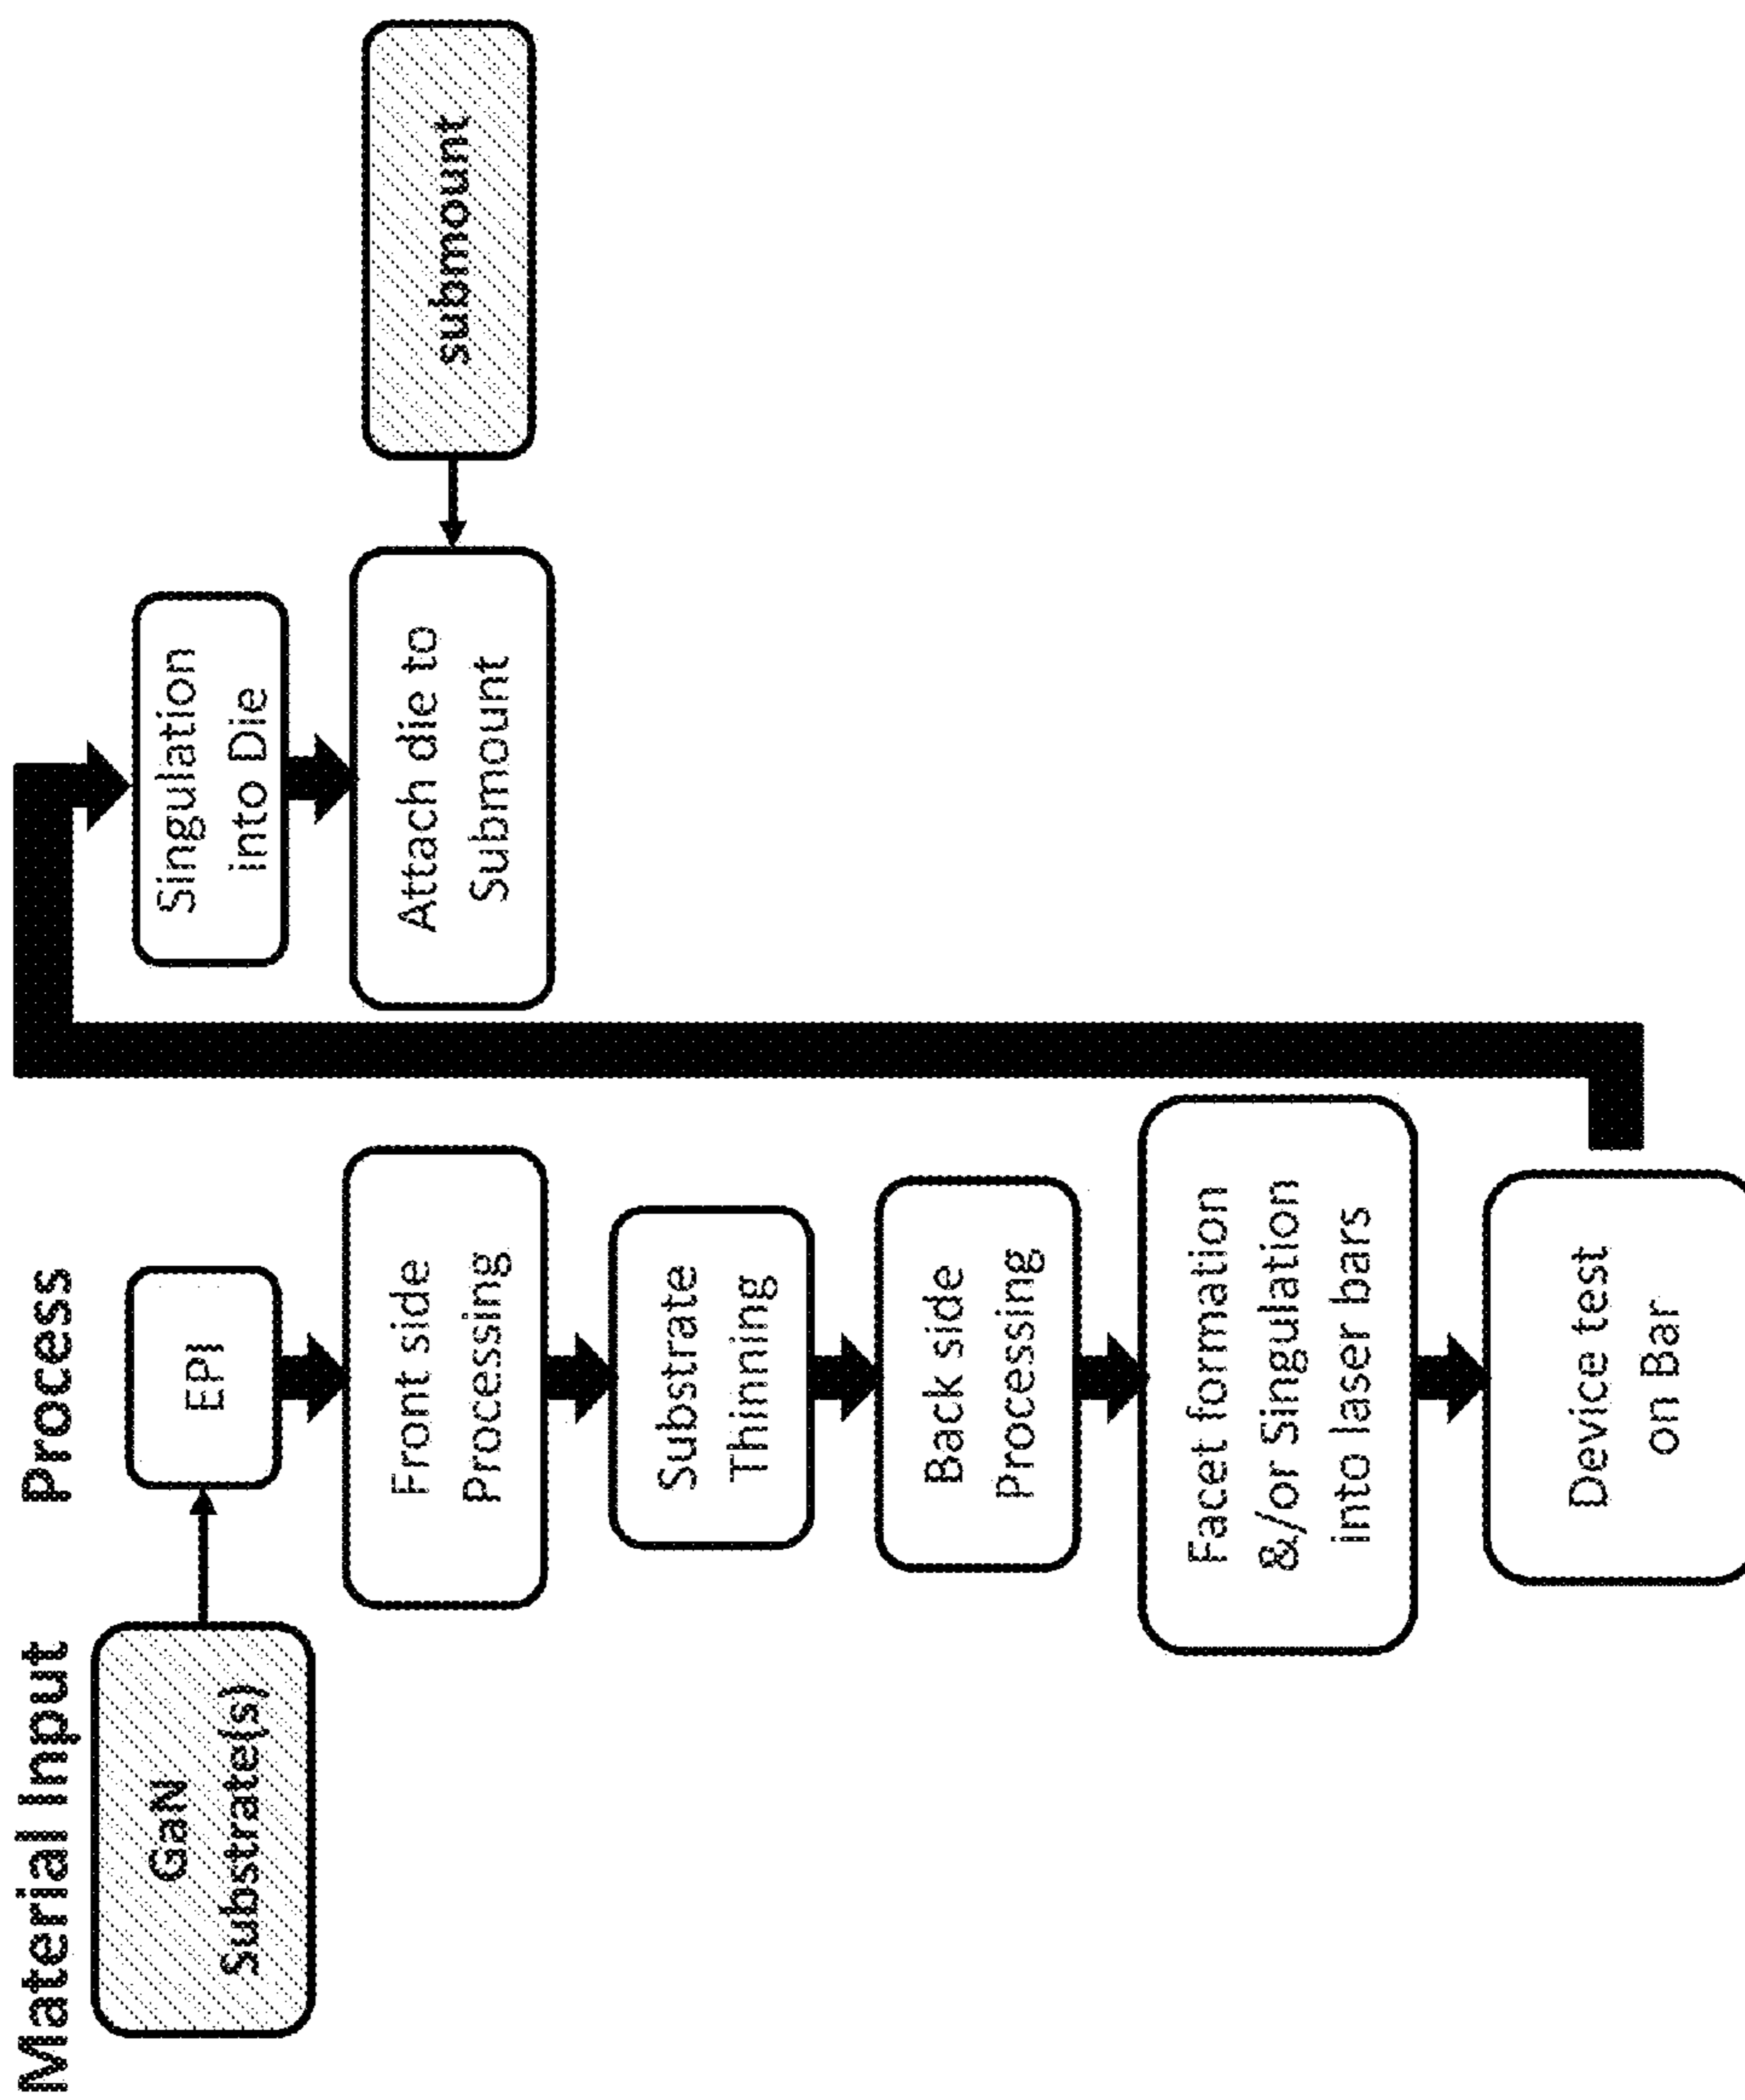 Material Input
Process
GaN
Substrate(s)
EPI
Front side
Processing
Substrate
Thinning
Back side
Processing
Facet formation
&/or Singulation
into laser bars
Device test
on Bar
Singulation
into Die
Attach die to
Submount
submount